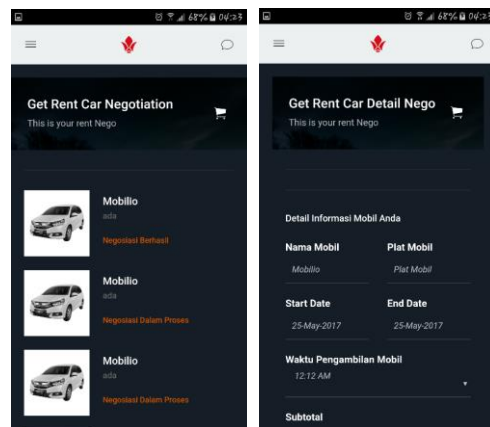 68% 04:23
Get Rent Car Negotiation
This is your rent Nego
Mobilio
ada
Negosiasi Berhasil
Mobilio
ada
Negosiasi Dalam Proses
Mobilio
ada
Negosiasi Dalam Proses
68% 04:23
Get Rent Car Detail Nego
This is your rent Nego
Detail Informasi Mobil Anda
Nama Mobil Plat Mobil
Mobilio Plat Mobil
Start Date End Date
25-May-2017 25-May-2017
Waktu Pengambilan Mobil
12:12 AM
Subtotal